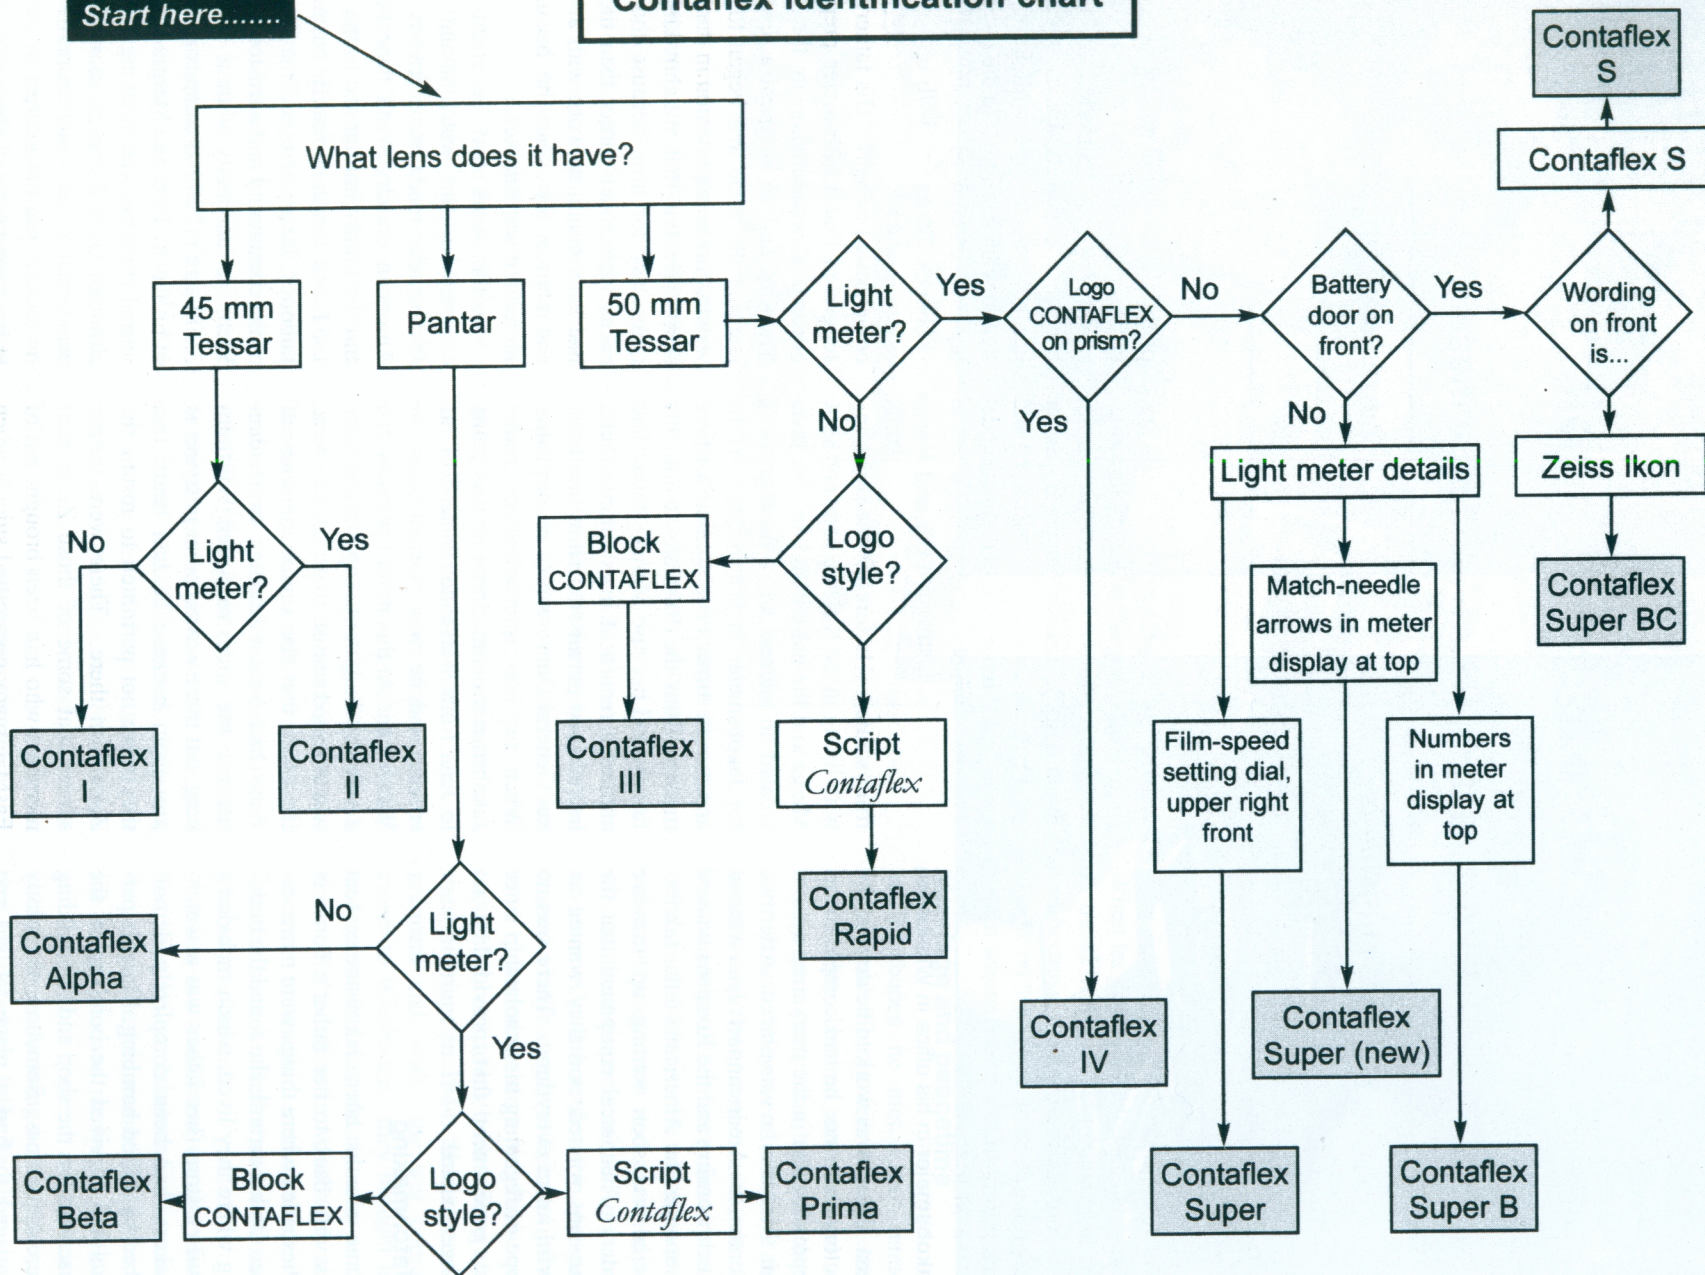 Start here.......
Contaflex identification chart
What lens does it have?
45 mm
Tessar
Pantar
50 mm
Tessar
Light
meter?
Yes
No
Logo
CONTAFLEX
on prism?
No
Yes
Battery
door on
front?
Yes
No
Wording
on front
is...
Contaflex S
Contaflex
S
Zeiss Ikon
Contaflex
Super BC
Light meter details
Match-needle
arrows in meter
display at top
Film-speed
setting dial,
upper right
front
Numbers
in meter
display at
top
Contaflex
Super (new)
Contaflex
Super
Contaflex
Super B
Contaflex
IV
Logo
style?
Block
CONTAFLEX
Contaflex
III
Script
Contaflex
Contaflex
Rapid
Light
meter?
No
Yes
Contaflex
I
Contaflex
II
Light
meter?
No
Contaflex
Alpha
Yes
Logo
style?
Block
CONTAFLEX
Contaflex
Beta
Script
Contaflex
Contaflex
Prima